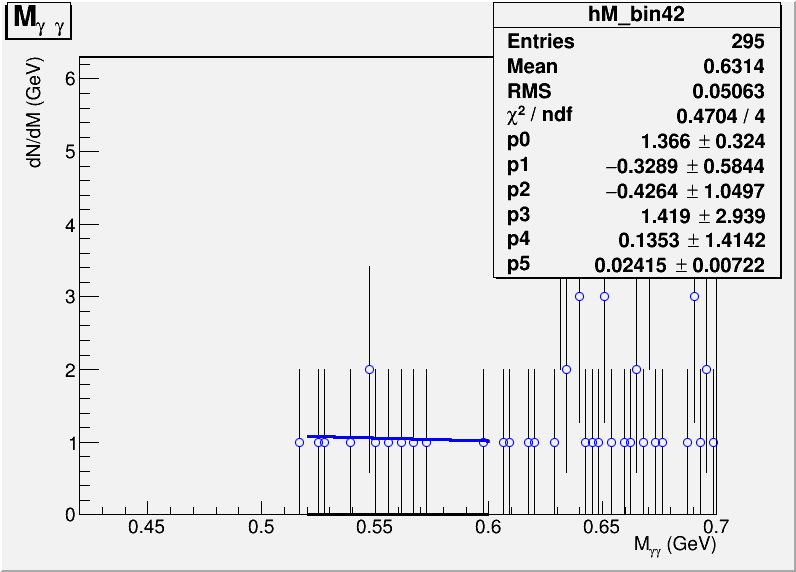 M γ γ
hM_bin42
Entries 295
Mean 0.6314
RMS 0.05063
χ² / ndf 0.4704 / 4
p0 1.366 ± 0.324
p1 −0.3289 ± 0.5844
p2 −0.4264 ± 1.0497
p3 1.419 ± 2.939
p4 0.1353 ± 1.4142
p5 0.02415 ± 0.00722
dN/dM (GeV)
6
5
4
3
2
1
0
0.45 0.5 0.55 0.6 0.65 0.7
Mγγ (GeV)